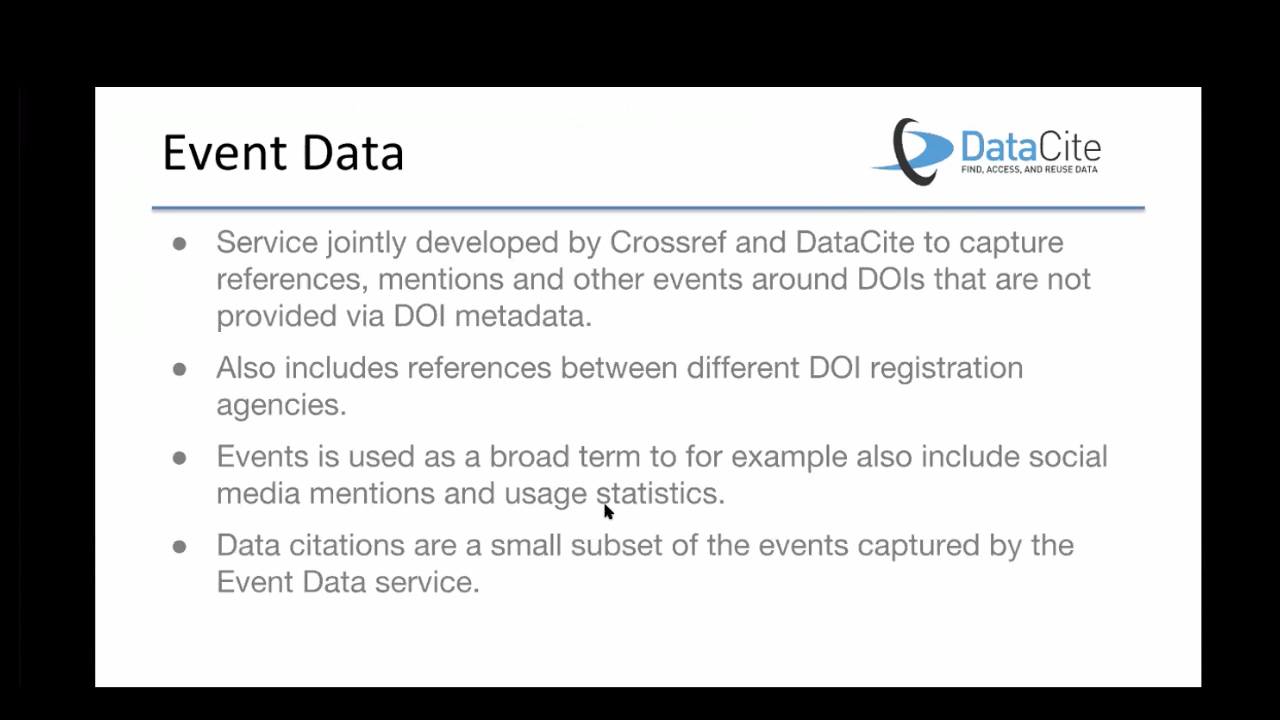 Event Data
DataCite
FIND, ACCESS, AND REUSE DATA
● Service jointly developed by Crossref and DataCite to capture
references, mentions and other events around DOIs that are not
provided via DOI metadata.
● Also includes references between different DOI registration
agencies.
● Events is used as a broad term to for example also include social
media mentions and usage statistics.
● Data citations are a small subset of the events captured by the
Event Data service.